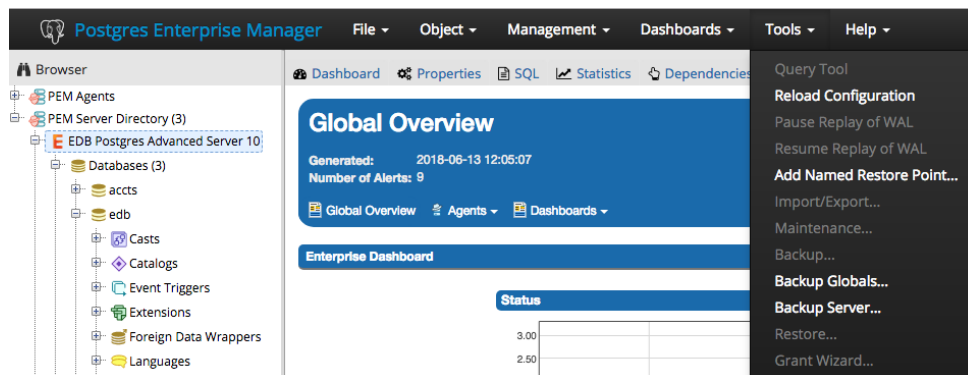 Postgres Enterprise Manager File Object Management Dashboards Tools Help
Browser
Dashboard Properties SQL Statistics Dependencies
PEM Agents
PEM Server Directory (3)
EDB Postgres Advanced Server 10
Databases (3)
accts
edb
Casts
Catalogs
Event Triggers
Extensions
Foreign Data Wrappers
Languages
Global Overview
Generated: 2018-06-13 12:05:07
Number of Alerts: 9
Global Overview Agents Dashboards
Enterprise Dashboard
Status
3.00
2.50
Query Tool
Reload Configuration
Pause Replay of WAL
Resume Replay of WAL
Add Named Restore Point...
Import/Export...
Maintenance...
Backup...
Backup Globals...
Backup Server...
Restore...
Grant Wizard...